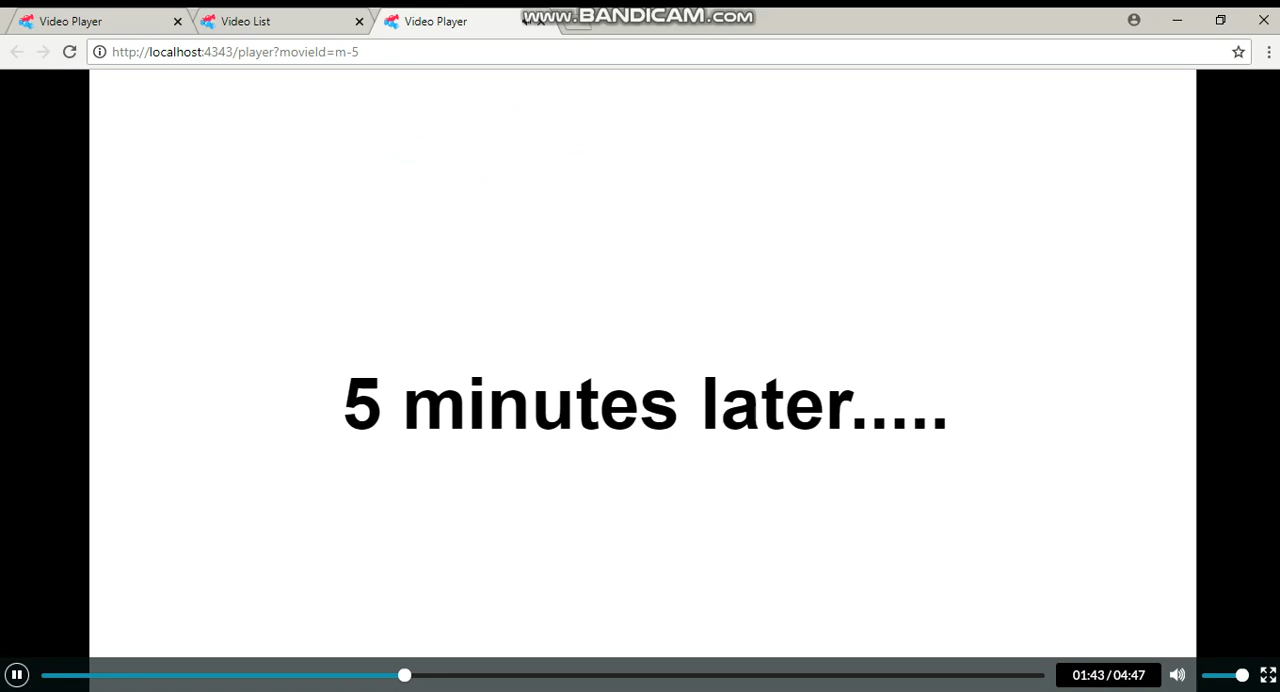 Video Player
Video List
Video Player
www.BANDICAM.com
http://localhost:4343/player?movieId=m-5
5 minutes later.....
01:43 / 04:47